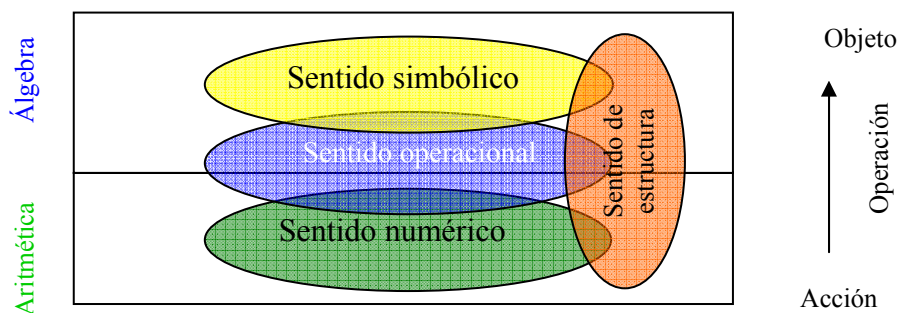 Álgebra
Aritmética
Sentido simbólico
Sentido operacional
Sentido numérico
Sentido de
estructura
Objeto
Operación
Acción